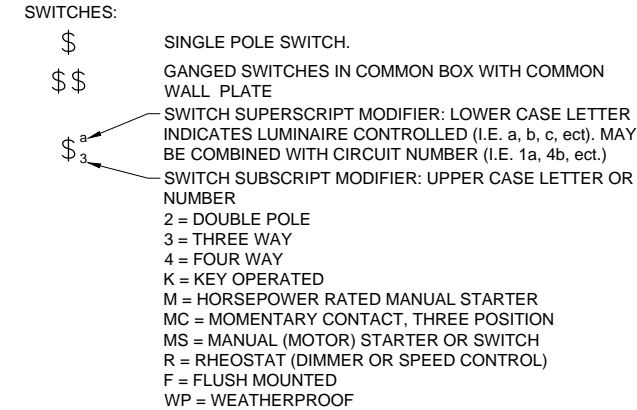 SWITCHES:
$ SINGLE POLE SWITCH.
$$ GANGED SWITCHES IN COMMON BOX WITH COMMON
WALL PLATE
SWITCH SUPERSCRIPT MODIFIER: LOWER CASE LETTER
INDICATES LUMINAIRE CONTROLLED (I.E. a, b, c, ect). MAY
$ a 3 BE COMBINED WITH CIRCUIT NUMBER (I.E. 1a, 4b, ect.)
SWITCH SUBSCRIPT MODIFIER: UPPER CASE LETTER OR
NUMBER
2 = DOUBLE POLE
3 = THREE WAY
4 = FOUR WAY
K = KEY OPERATED
M = HORSEPOWER RATED MANUAL STARTER
MC = MOMENTARY CONTACT, THREE POSITION
MS = MANUAL (MOTOR) STARTER OR SWITCH
R = RHEOSTAT (DIMMER OR SPEED CONTROL)
F = FLUSH MOUNTED
WP = WEATHERPROOF